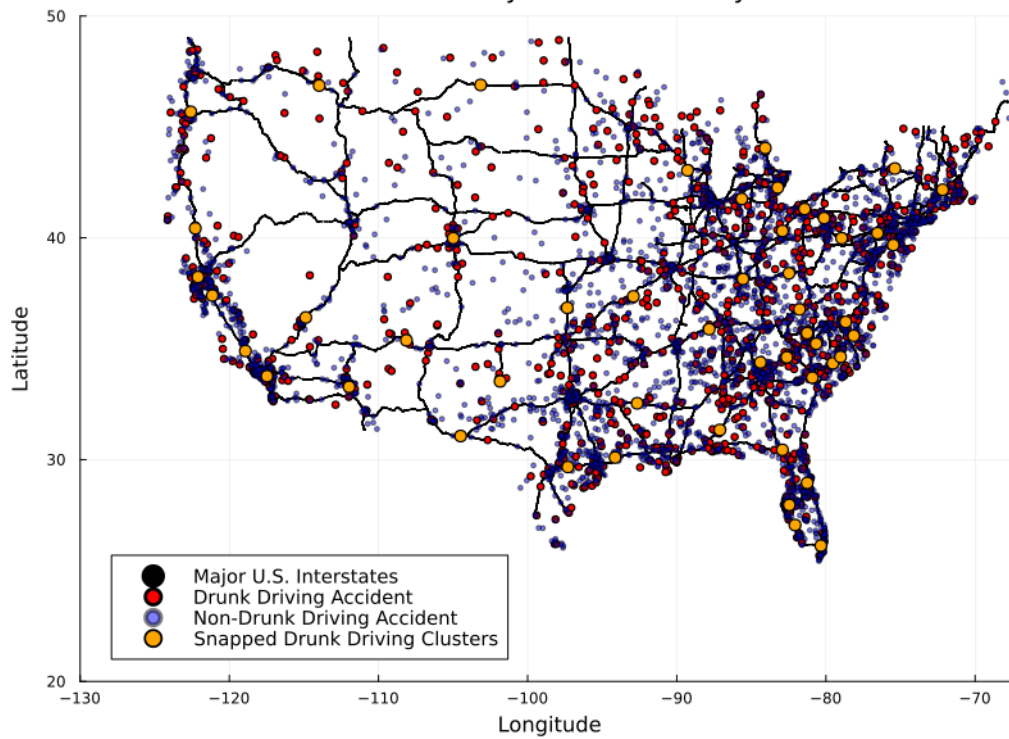 50
40
30
20
Latitude
Major U.S. Interstates
Drunk Driving Accident
Non-Drunk Driving Accident
Snapped Drunk Driving Clusters
−130
−120
−110
−100
−90
−80
−70
Longitude